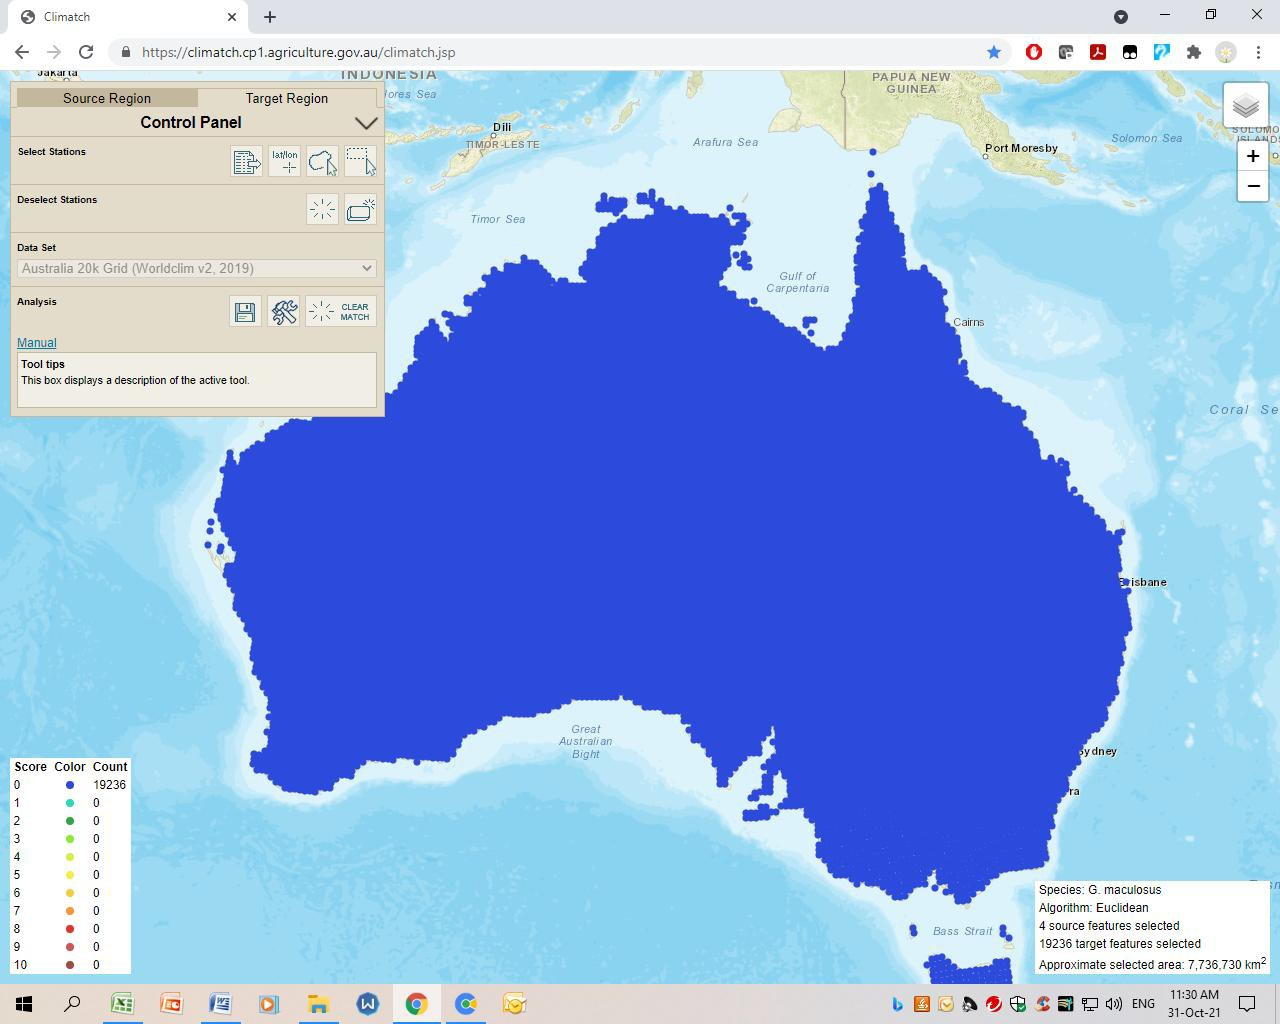 Climatch
https://climatch.cp1.agriculture.gov.au/climatch.jsp
Jakarta
INDONESIA
lores Sea
PAPUA NEW
GUINEA
Source Region
Target Region
Control Panel
Select Stations
lat/lon
Deselect Stations
Data Set
Australia 20k Grid (Worldclim v2, 2019)
Analysis
CLEAR
MATCH
Manual
Tool tips
This box displays a description of the active tool.
Dili
TIMOR-LESTE
Arafura Sea
Port Moresby
Solomon Sea
SOLOMO
ISLANDS
+
−
Timor Sea
Gulf of
Carpentaria
Cairns
Coral Se
Brisbane
Great
Australian
Bight
Sydney
ra
Bass Strait
Score Color Count
0 19236
1 0
2 0
3 0
4 0
5 0
6 0
7 0
8 0
9 0
10 0
Species: G. maculosus
Algorithm: Euclidean
4 source features selected
19236 target features selected
Approximate selected area: 7,736,730 km²
ENG
11:30 AM
31-Oct-21